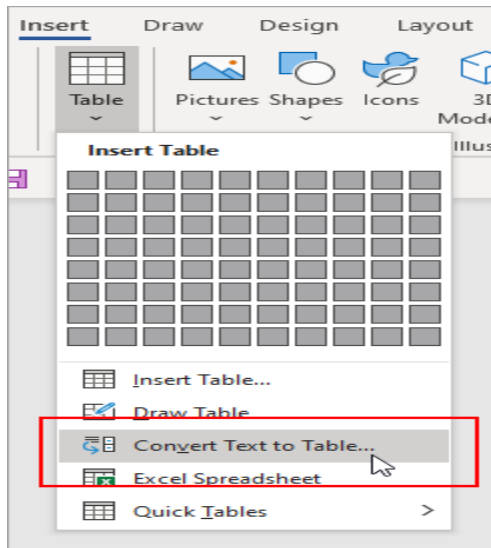 Insert Draw Design Layout
Table Pictures Shapes Icons 3D
Mode
Illus
Insert Table
Insert Table...
Draw Table
Convert Text to Table...
Excel Spreadsheet
Quick Tables